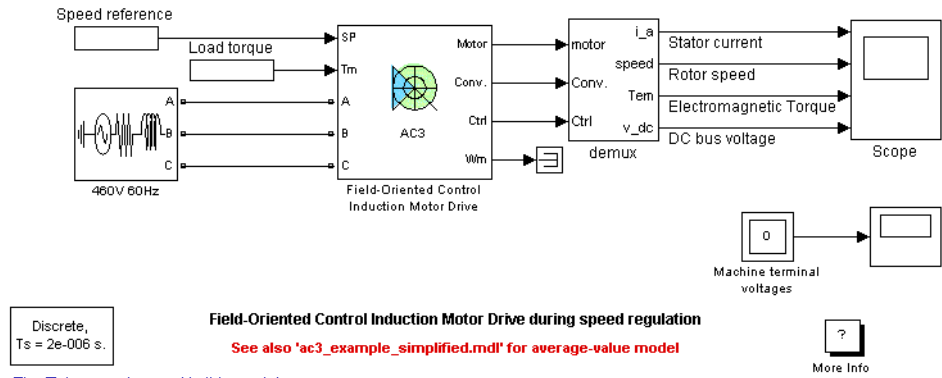 Speed reference
Load torque
SP
Tm
A
B
C
Motor
Conv.
Ctrl
Wm
AC3
Field-Oriented Control
Induction Motor Drive
A
B
C
460V 60Hz
motor
Conv.
Ctrl
i_a
speed
Tem
v_dc
demux
Stator current
Rotor speed
Electromagnetic Torque
DC bus voltage
Scope
0
Machine terminal
voltages
Discrete,
Ts = 2e-006 s.
Field-Oriented Control Induction Motor Drive during speed regulation
See also 'ac3_example_simplified.mdl' for average-value model
?
More Info